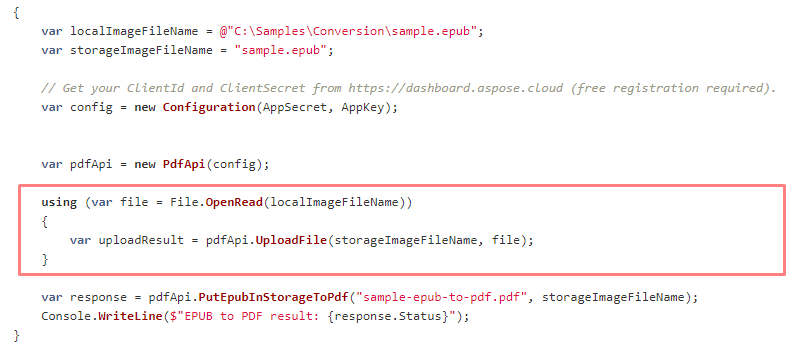 {
var localImageFileName = @"C:\Samples\Conversion\sample.epub";
var storageImageFileName = "sample.epub";
// Get your ClientId and ClientSecret from https://dashboard.aspose.cloud (free registration required).
var config = new Configuration(AppSecret, AppKey);
var pdfApi = new PdfApi(config);
using (var file = File.OpenRead(localImageFileName))
{
var uploadResult = pdfApi.UploadFile(storageImageFileName, file);
}
var response = pdfApi.PutEpubInStorageToPdf("sample-epub-to-pdf.pdf", storageImageFileName);
Console.WriteLine($"EPUB to PDF result: {response.Status}");
}